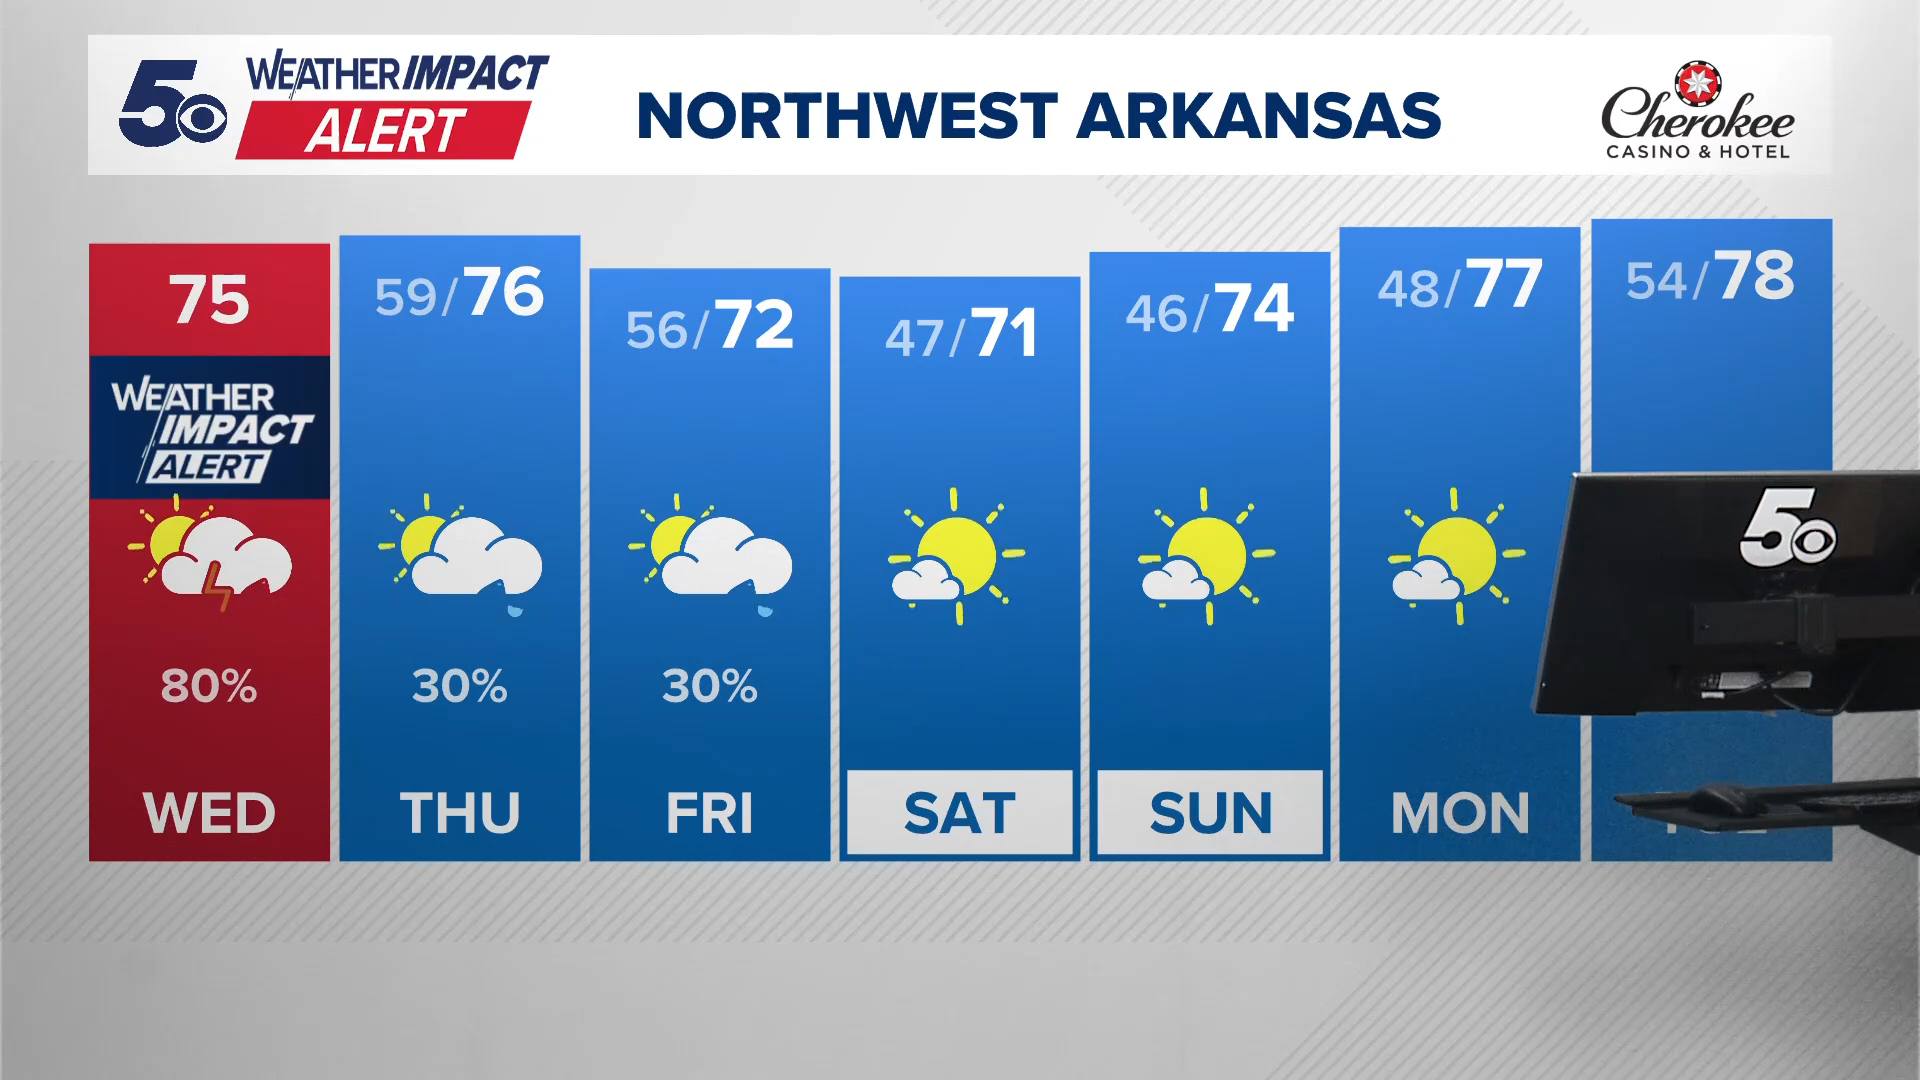 5
WEATHER IMPACT
ALERT
NORTHWEST ARKANSAS
Cherokee
CASINO & HOTEL
75
59/76
56/72
47/71
46/74
48/77
54/78
WEATHER
IMPACT
ALERT
5
80%
30%
30%
WED
THU
FRI
SAT
SUN
MON